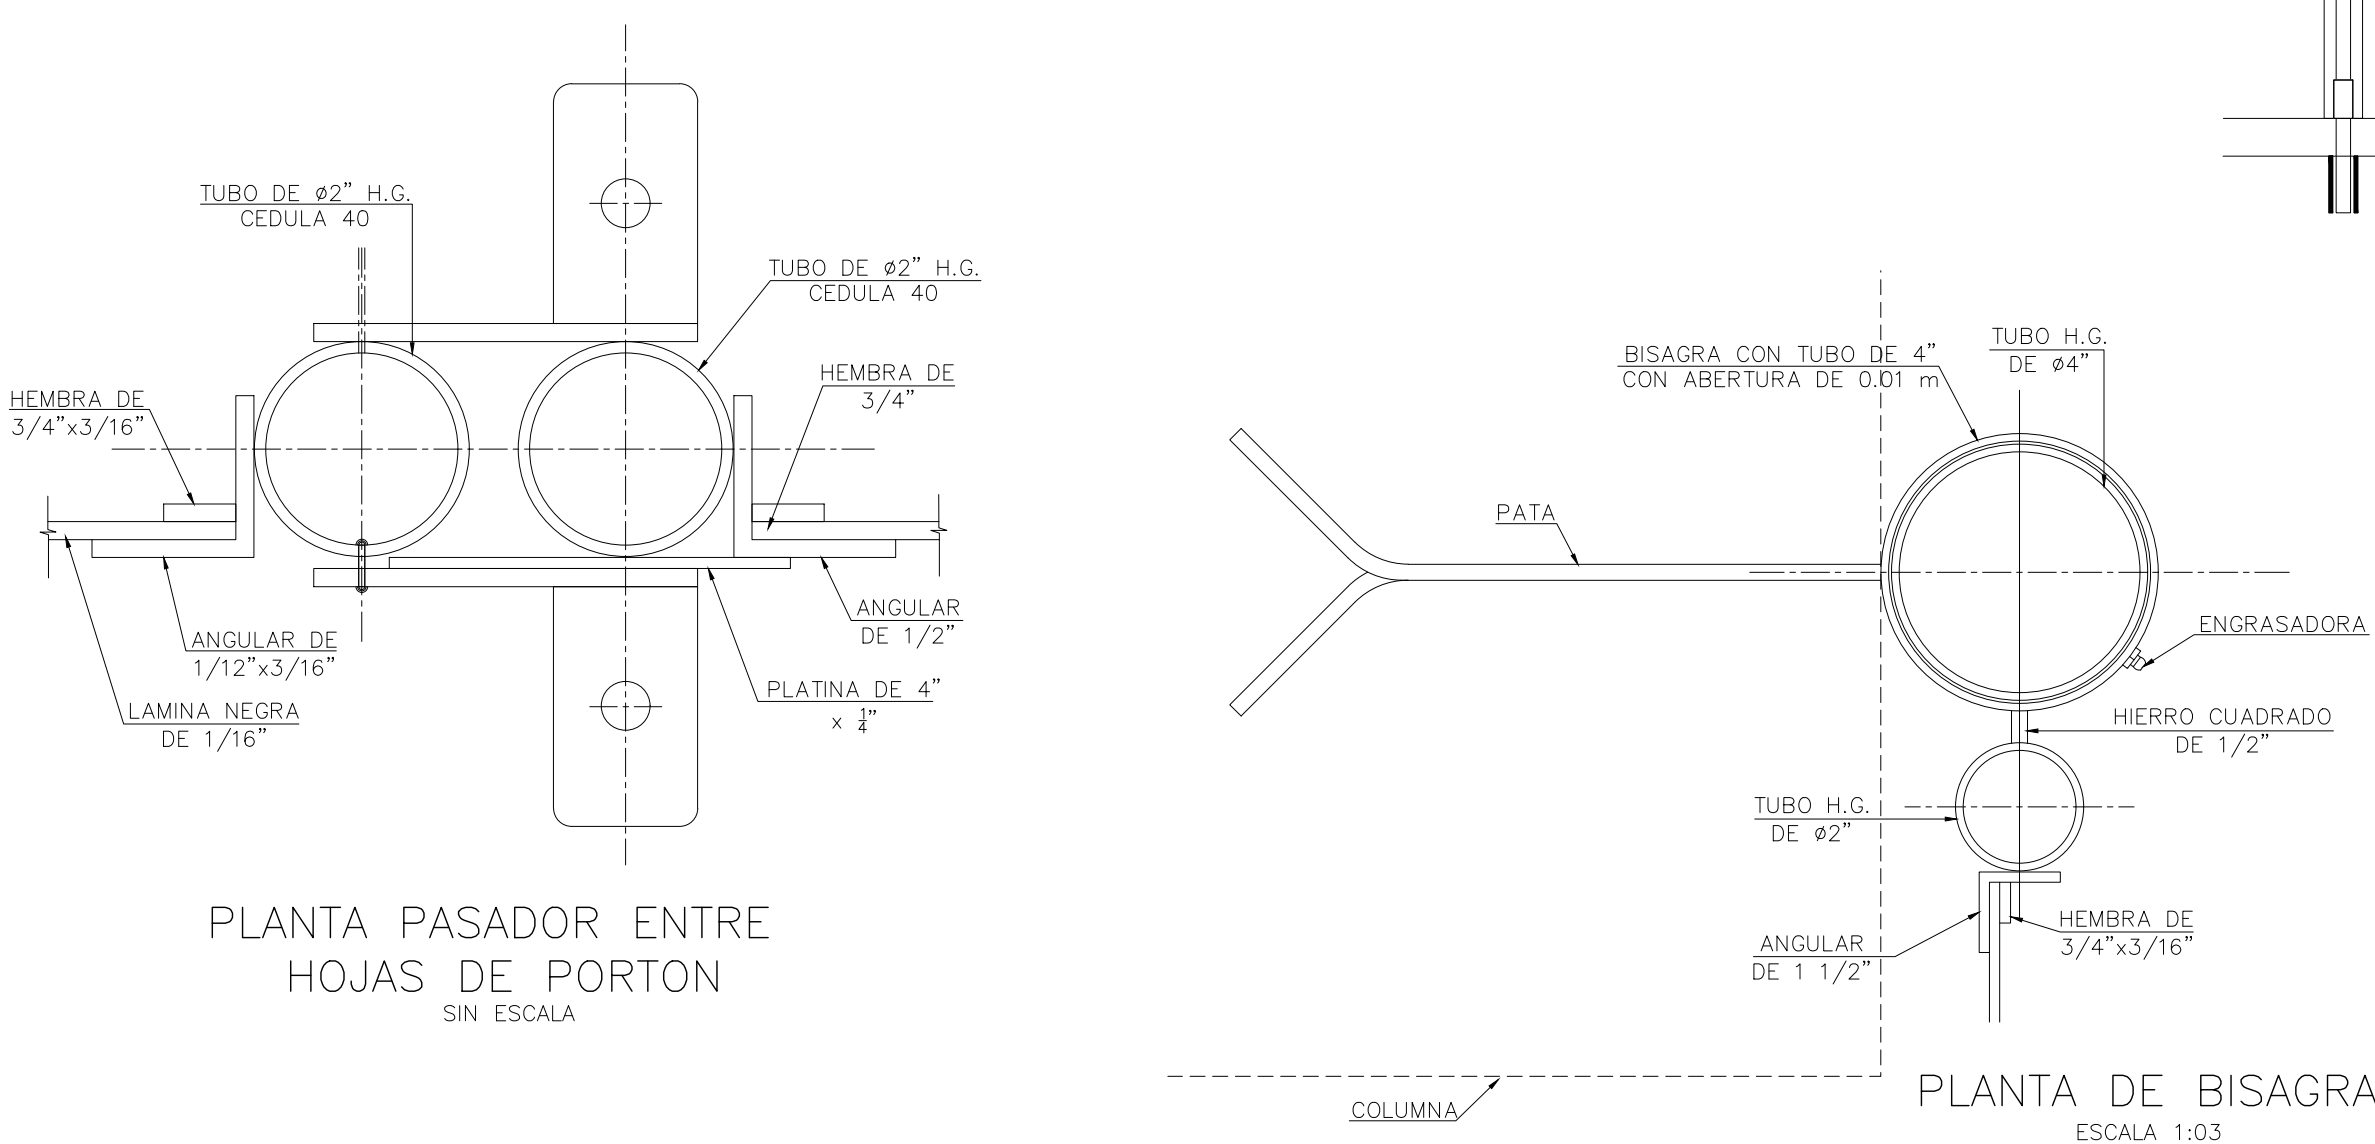 TUBO DE ø2” H.G.
CEDULA 40
TUBO DE ø2” H.G.
CEDULA 40
HEMBRA DE
3/4”x3/16”
HEMBRA DE
3/4”
ANGULAR DE
1/12”x3/16”
LAMINA NEGRA
DE 1/16”
ANGULAR
DE 1/2”
PLATINA DE 4”
x 1/4”
PLANTA PASADOR ENTRE
HOJAS DE PORTON
SIN ESCALA
BISAGRA CON TUBO DE 4”
CON ABERTURA DE 0.01 m
TUBO H.G.
DE ø4”
PATA
ENGRASADORA
HIERRO CUADRADO
DE 1/2”
TUBO H.G.
DE ø2”
ANGULAR
DE 1 1/2”
HEMBRA DE
3/4”x3/16”
COLUMNA
PLANTA DE BISAGRA
ESCALA 1:03